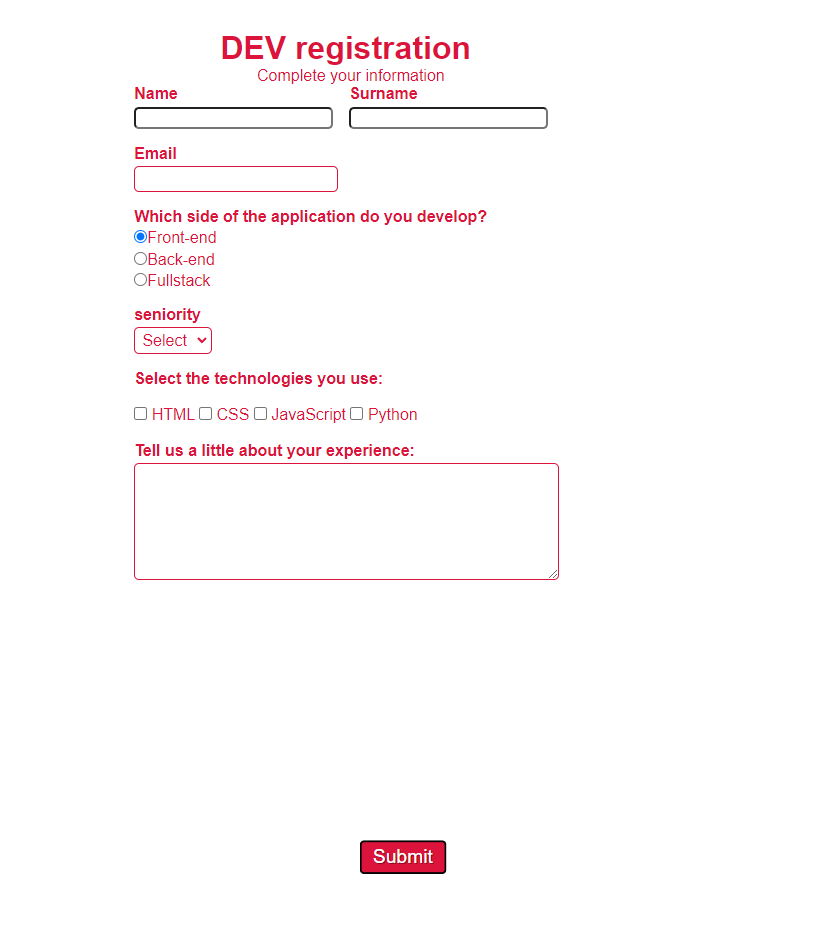 DEV registration
Complete your information
Name Surname
Email
Which side of the application do you develop?
Front-end
Back-end
Fullstack
seniority
Select
Select the technologies you use:
HTML CSS JavaScript Python
Tell us a little about your experience:
Submit